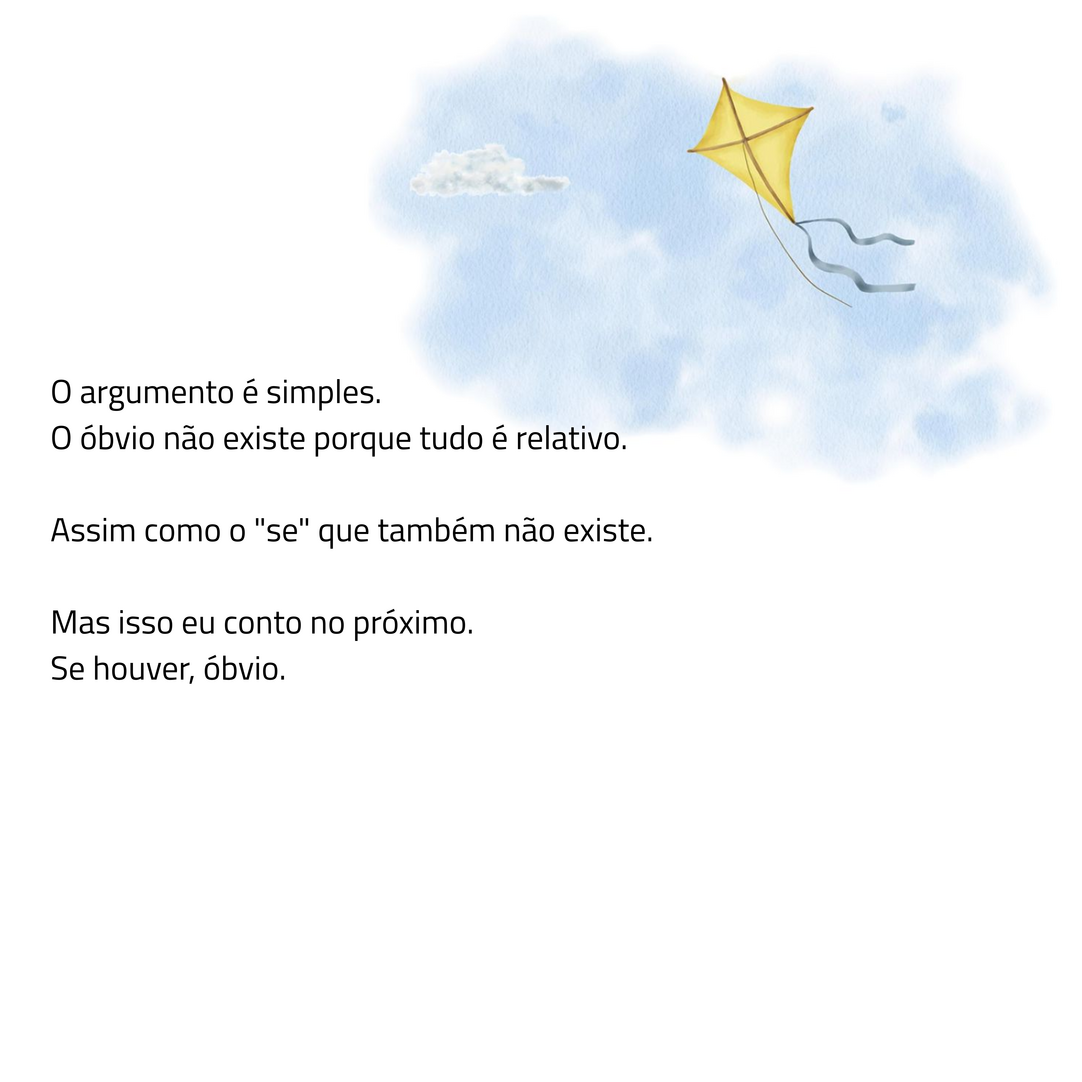 O argumento é simples.
O óbvio não existe porque tudo é relativo.
Assim como o "se" que também não existe.
Mas isso eu conto no próximo.
Se houver, óbvio.